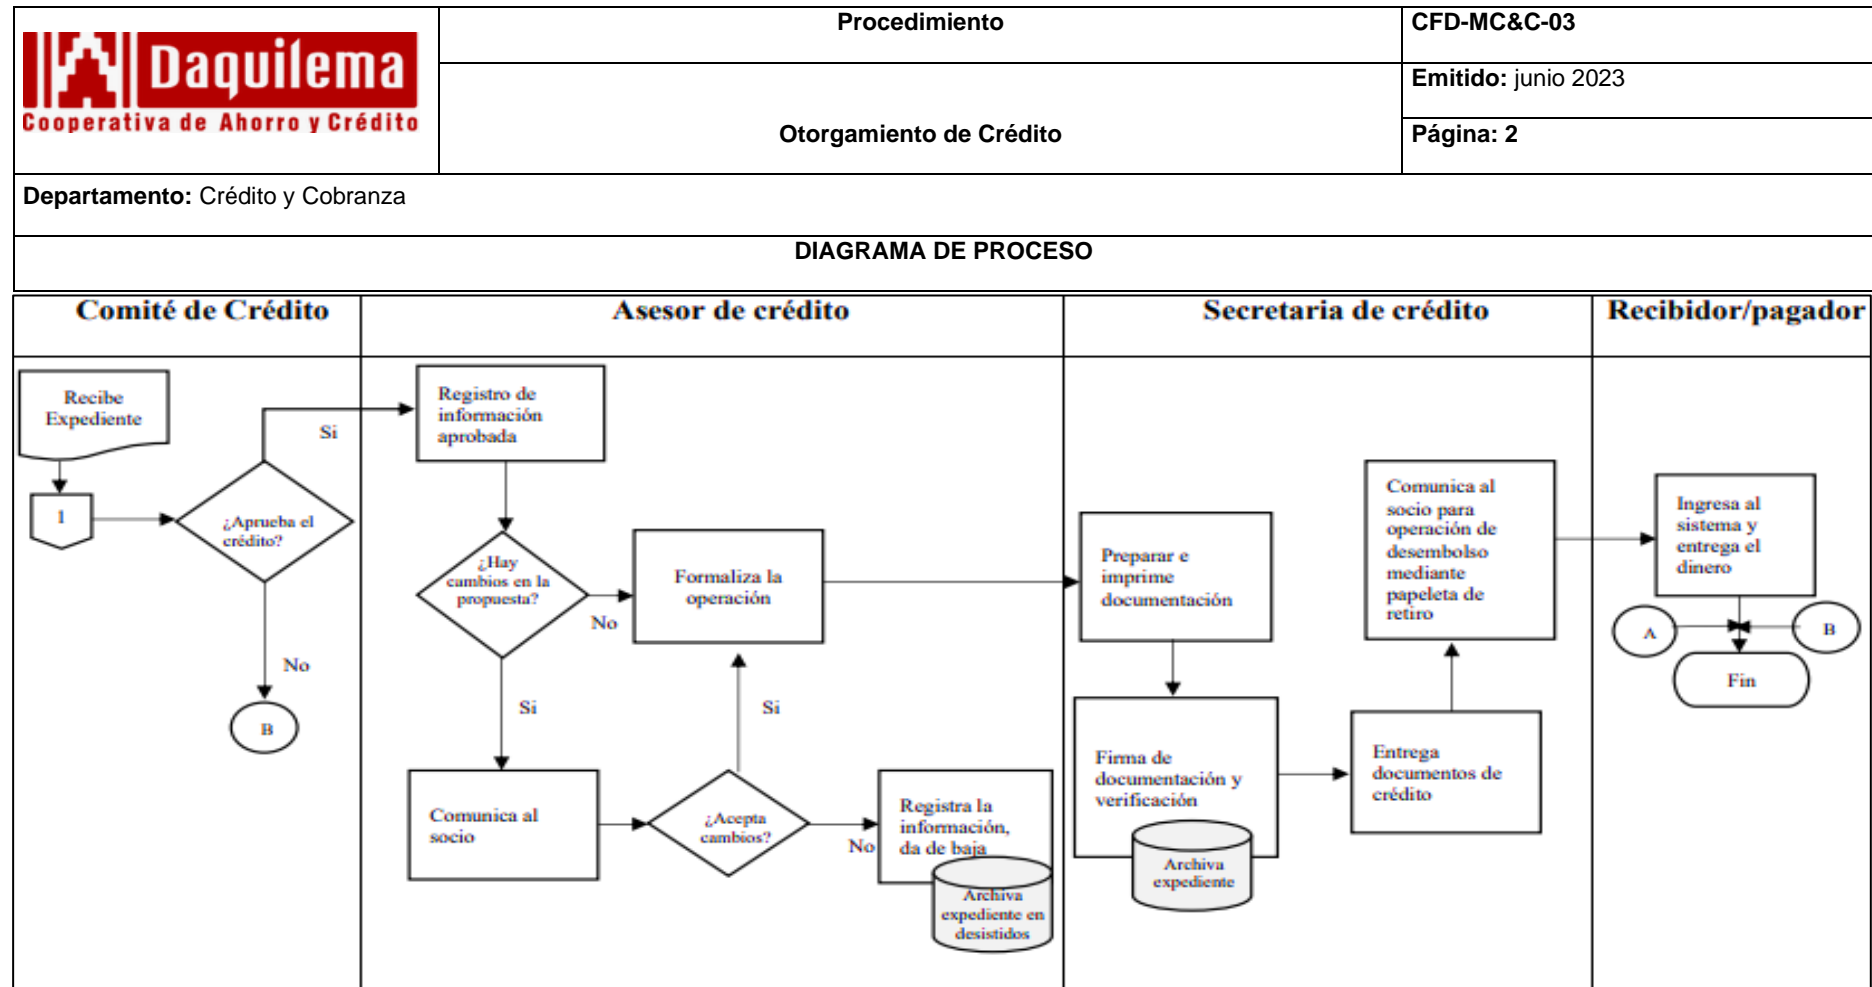 Daquilema
Cooperativa de Ahorro y Crédito
Procedimiento
Otorgamiento de Crédito
CFD-MC&C-03
Emitido: junio 2023
Página: 2
Departamento: Crédito y Cobranza
DIAGRAMA DE PROCESO
Comité de Crédito
Asesor de crédito
Secretaria de crédito
Recibidor/pagador
Recibe
Expediente
1
¿Aprueba el
crédito?
Si
No
B
Registro de
información
aprobada
¿Hay
cambios en la
propuesta?
No
Si
Formaliza la
operación
Comunica al
socio
¿Acepta
cambios?
Si
No
Registra la
información,
da de baja
Archiva
expediente en
desistidos
Preparar e
imprime
documentación
Firma de
documentación y
verificación
Archiva
expediente
Entrega
documentos de
crédito
Comunica al
socio para
operación de
desembolso
mediante
papeleta de
retiro
Ingresa al
sistema y
entrega el
dinero
A
B
Fin